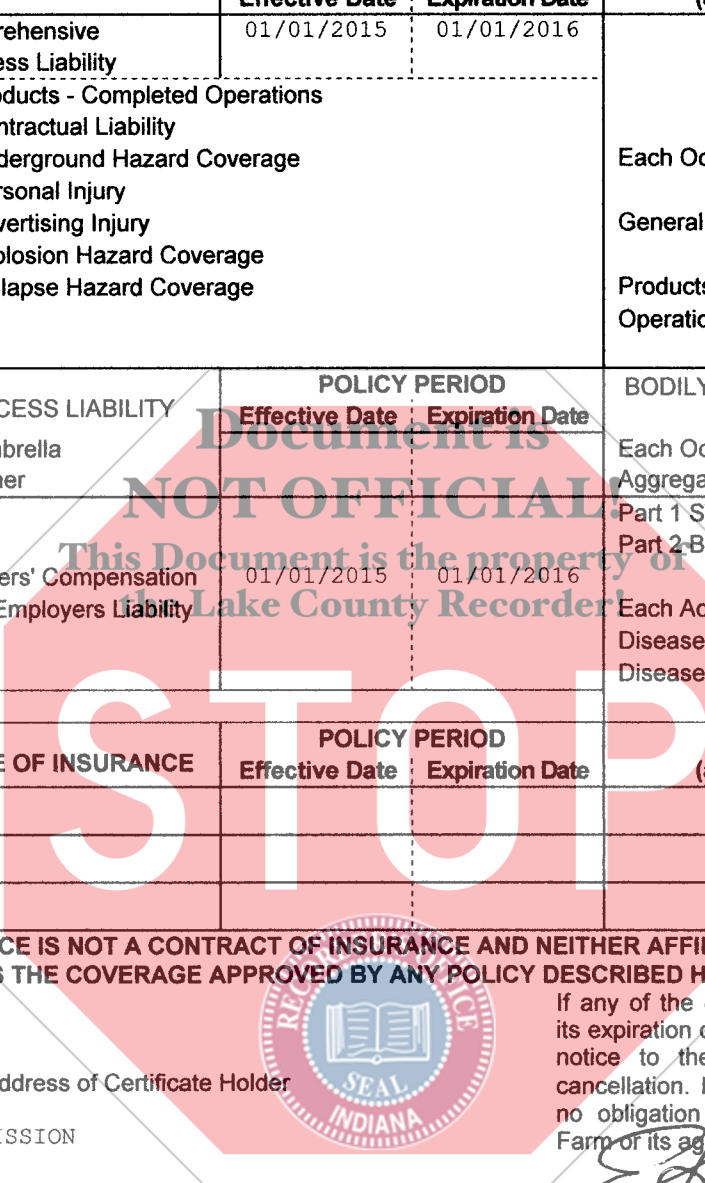 Effective Date Expiration Date
rehensive 01/01/2015 01/01/2016
ess Liability
oducts - Completed Operations
ntractual Liability
derground Hazard Coverage Each Oc
rsonal Injury
vertising Injury General
plosion Hazard Coverage
lapse Hazard Coverage Products
Operatio
POLICY PERIOD BODILY
CESS LIABILITY Effective Date Expiration Date
Document is
brella Each Oc
ner Aggrega
NOT OFFICIAL!
Part 1 S
Part 2 B
This Document is the property of
ers' Compensation 01/01/2015 01/01/2016
Employers Liability Each Ac
the Lake County Recorder!
Disease
Disease
STOP
POLICY PERIOD
E OF INSURANCE Effective Date Expiration Date (a
CE IS NOT A CONTRACT OF INSURANCE AND NEITHER AFFI
S THE COVERAGE APPROVED BY ANY POLICY DESCRIBED H
If any of the
its expiration
notice to the
ddress of Certificate Holder cancellation.
no obligation
ISSION Farm or its ag
RECORDER'S OFFICE
SEAL
INDIANA